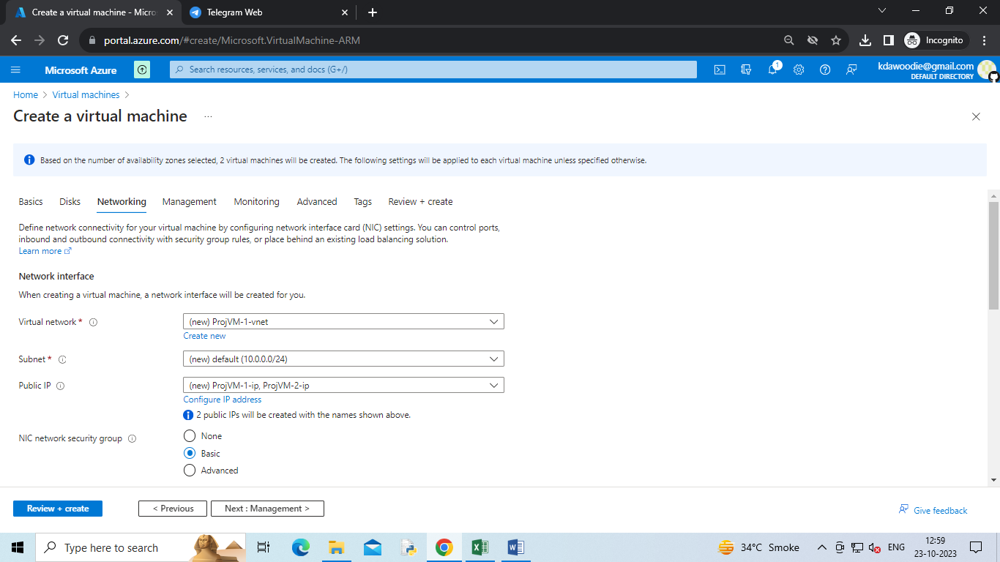 Create a virtual machine - Micro
Telegram Web
portal.azure.com/#create/Microsoft.VirtualMachine-ARM
Incognito
Microsoft Azure
Search resources, services, and docs (G+/)
1
kdawoodie@gmail.com
DEFAULT DIRECTORY
Home > Virtual machines >
Create a virtual machine ...
Based on the number of availability zones selected, 2 virtual machines will be created. The following settings will be applied to each virtual machine unless specified otherwise.
Basics Disks Networking Management Monitoring Advanced Tags Review + create
Define network connectivity for your virtual machine by configuring network interface card (NIC) settings. You can control ports,
inbound and outbound connectivity with security group rules, or place behind an existing load balancing solution.
Learn more
Network interface
When creating a virtual machine, a network interface will be created for you.
Virtual network * (new) ProjVM-1-vnet
Create new
Subnet * (new) default (10.0.0.0/24)
Public IP (new) ProjVM-1-ip, ProjVM-2-ip
Configure IP address
2 public IPs will be created with the names shown above.
NIC network security group
None
Basic
Advanced
Review + create < Previous Next : Management > Give feedback
Type here to search
34°C Smoke
ENG
12:59
23-10-2023